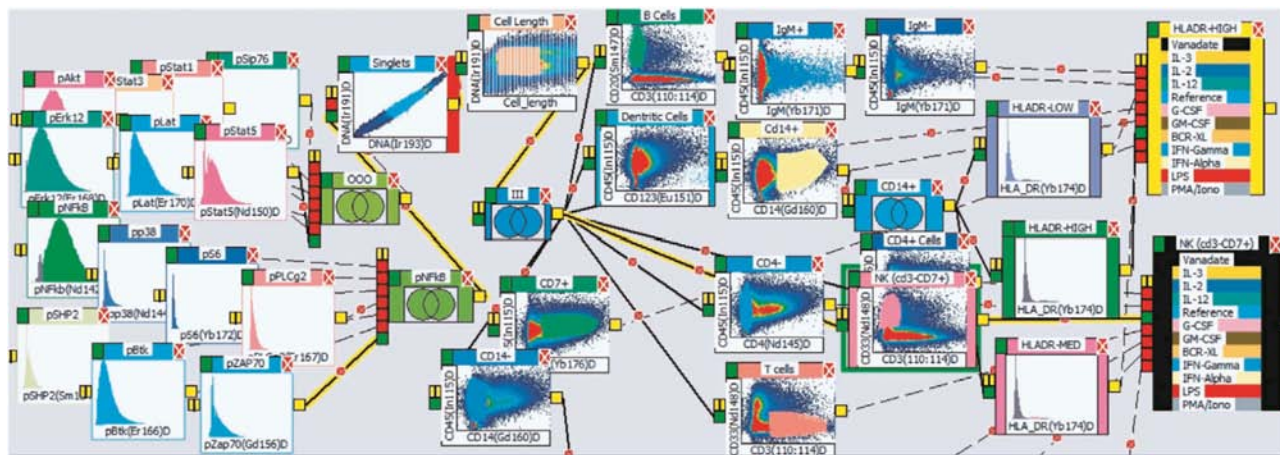 pAkt
Stat3
pStat1
pSlp76
pErk12
pErk12(Er168)D
pLat
pLat(Er170)D
pStat5
pStat5(Nd150)D
pNFkB
pNFkb(Nd142
pp38
pp38(Nd144
pS6
pS6(Yb172)D
pPLCg2
Er167)D
pSHP2
pSHP2(Sm1
pBtk
pBtk(Er166)D
pZAP70
pZap70(Gd156)D
OOO
pNFkB
Singlets
DNA(Ir191)D
DNA(Ir193)D
Cell Length
DNA(Ir191)D
Cell_length
III
B Cells
CD20(Sm147)D
CD3(110:114)D
IgM+
CD45(In115)D
IgM(Yb171)D
IgM-
CD45(In115)D
IgM(Yb171)D
Dentritic Cells
CD45(In115)D
CD123(Eu151)D
Cd14+
CD45(In115)D
CD14(Gd160)D
CD7+
(In115)D
Yb176)D
CD14-
CD45(In115)D
CD14(Gd160)D
CD4-
CD45(In115)D
CD4(Nd145)D
T cells
CD33(Nd148)D
CD3(110:114)D
CD14+
CD4+ Cells
NK (cd3-CD7+)
CD33(Nd148)D
CD3(110:114)D
HLADR-LOW
HLA_DR(Yb174)D
HLADR-HIGH
HLA_DR(Yb174)D
HLADR-MED
HLA_DR(Yb174)D
HLADR-HIGH
Vanadate
IL-3
IL-2
IL-12
Reference
G-CSF
GM-CSF
BCR-XL
IFN-Gamma
IFN-Alpha
LPS
PMA/Iono
NK (cd3-CD7+)
Vanadate
IL-3
IL-2
IL-12
Reference
G-CSF
GM-CSF
BCR-XL
IFN-Gamma
IFN-Alpha
LPS
PMA/Iono